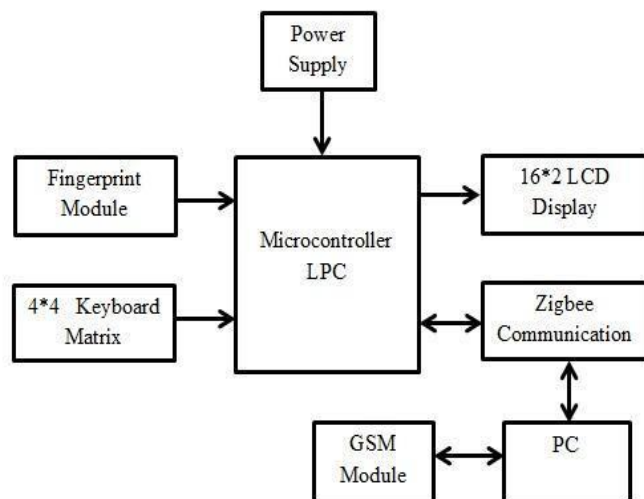 Power
Supply
Fingerprint
Module
Microcontroller
LPC
16*2 LCD
Display
4*4 Keyboard
Matrix
Zigbee
Communication
GSM
Module
PC